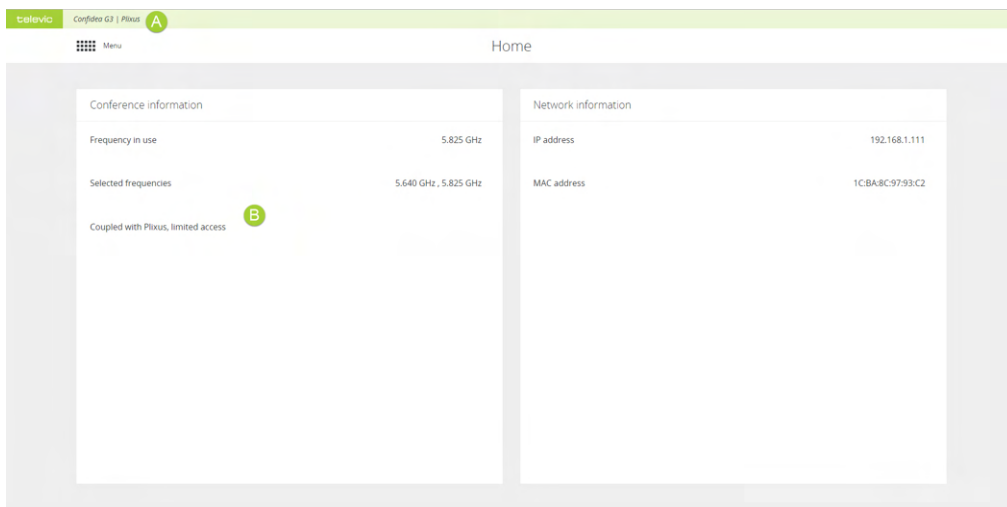 televic Confidea G3 | Plixus A
Menu Home
Conference information
Frequency in use 5.825 GHz
Selected frequencies 5.640 GHz , 5.825 GHz
Coupled with Plixus, limited access B
Network information
IP address 192.168.1.111
MAC address 1C:BA:8C:97:93:C2